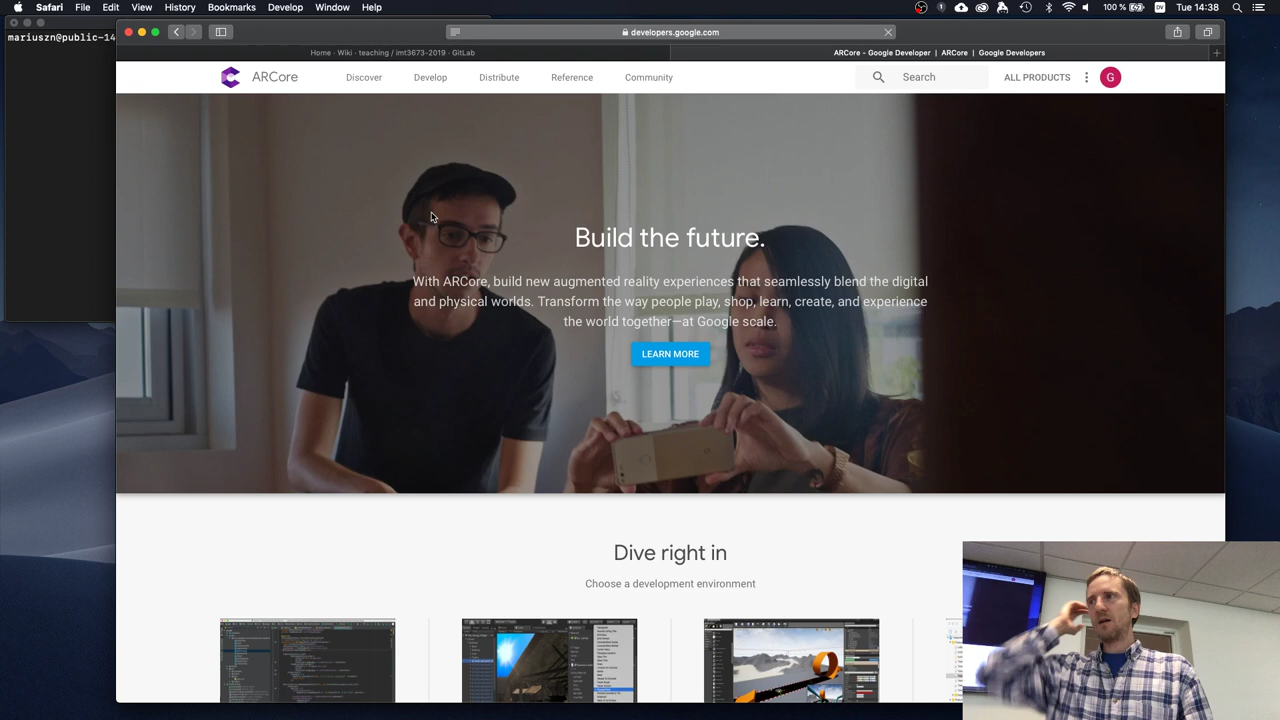 Safari File Edit View History Bookmarks Develop Window Help
100 % DV Tue 14:38
mariuszn@public-14
developers.google.com
Home · Wiki · teaching / imt3673-2019 · GitLab
ARCore - Google Developer | ARCore | Google Developers
ARCore Discover Develop Distribute Reference Community Search ALL PRODUCTS G
Build the future.
With ARCore, build new augmented reality experiences that seamlessly blend the digital
and physical worlds. Transform the way people play, shop, learn, create, and experience
the world together—at Google scale.
LEARN MORE
Dive right in
Choose a development environment